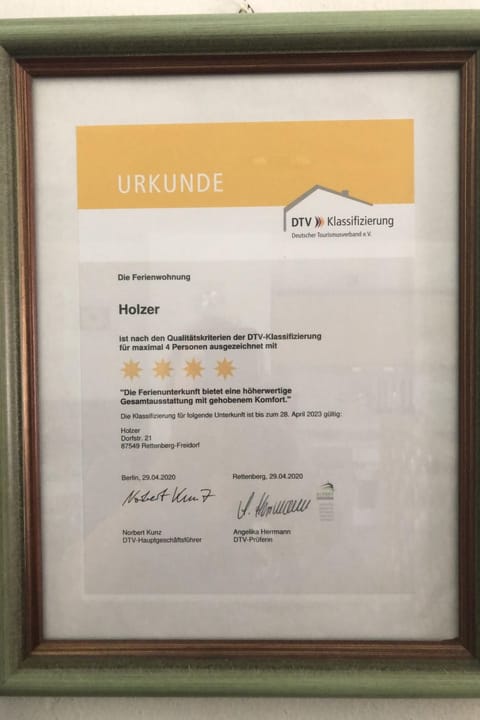 URKUNDE
DTV Klassifizierung
Deutscher Tourismusverband e.V.
Die Ferienwohnung
Holzer
ist nach den Qualitätskriterien der DTV-Klassifizierung
für maximal 4 Personen ausgezeichnet mit
"Die Ferienunterkunft bietet eine höherwertige
Gesamtausstattung mit gehobenem Komfort."
Die Klassifizierung für folgende Unterkunft ist bis zum 28. April 2023 gültig:
Holzer
Dorfstr. 21
87549 Rettenberg-Freidorf
Berlin, 29.04.2020
Rettenberg, 29.04.2020
Norbert Kunz
A. Herrmann
Norbert Kunz
DTV-Hauptgeschäftsführer
Angelika Herrmann
DTV-Prüferin